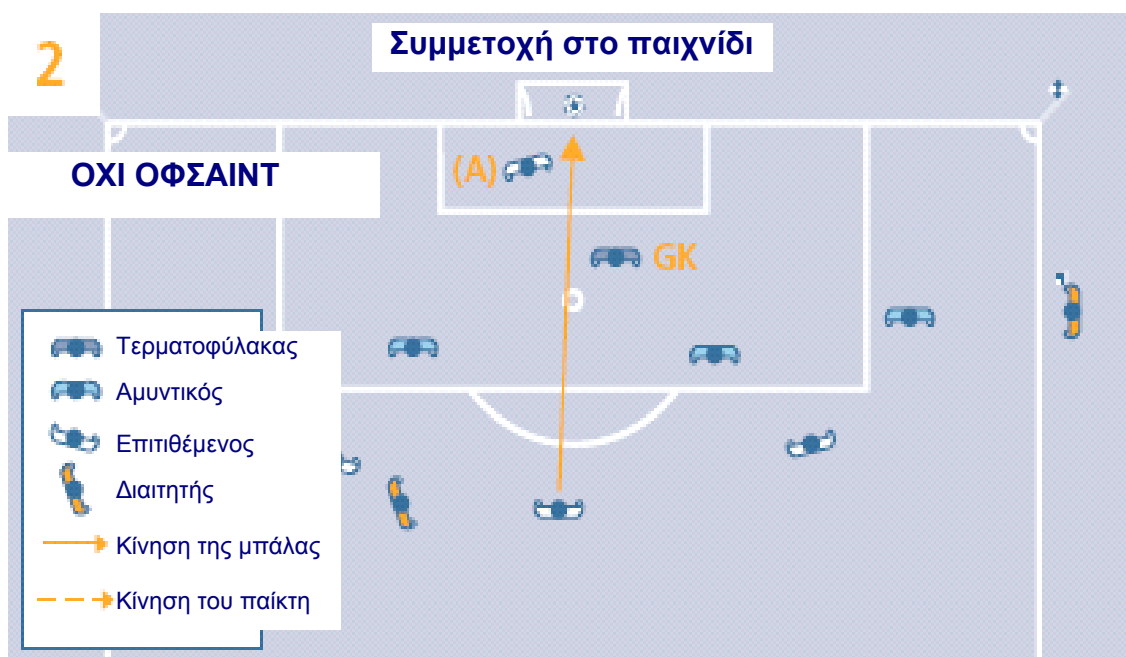 2
Συμμετοχή στο παιχνίδι
(A)
ΟΧΙ ΟΦΣΑΙΝΤ
GK
Τερματοφύλακας
Αμυντικός
Επιτιθέμενος
Διαιτητής
Κίνηση της μπάλας
Κίνηση του παίκτη